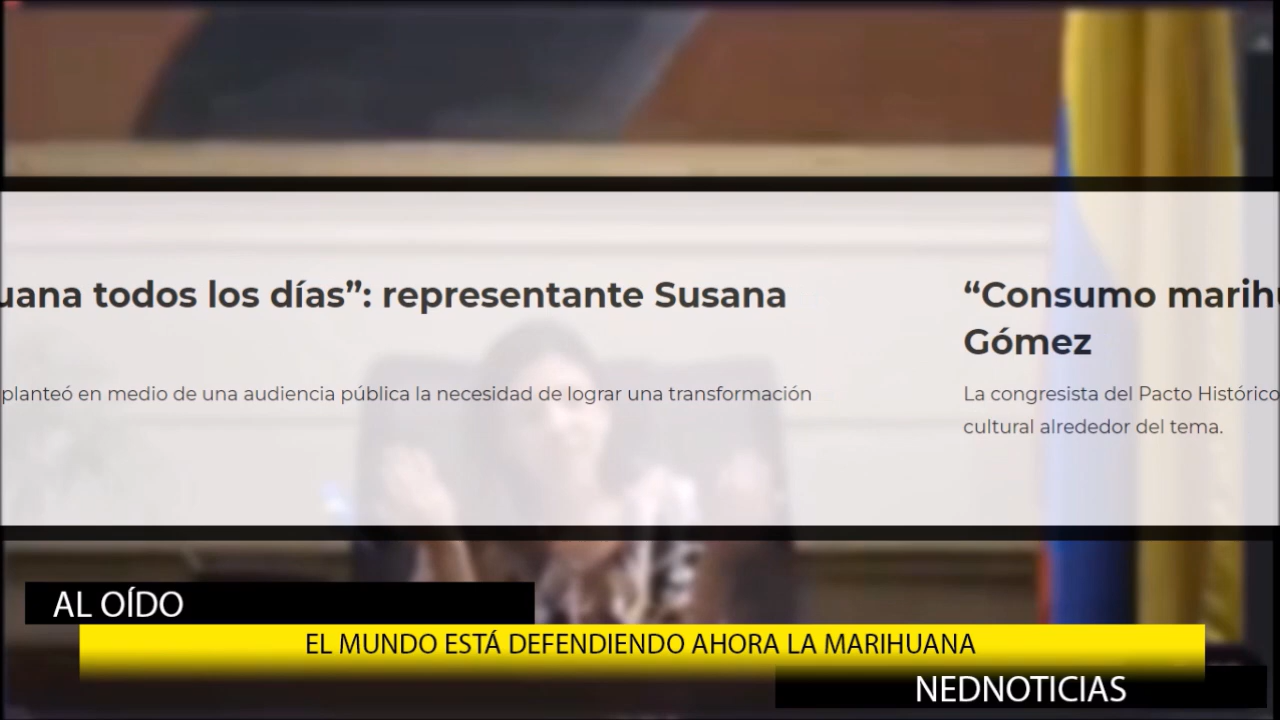 uana todos los días”: representante Susana
planteó en medio de una audiencia pública la necesidad de lograr una transformación
“Consumo marihu
Gómez
La congresista del Pacto Histórico
cultural alrededor del tema.
AL OÍDO
EL MUNDO ESTÁ DEFENDIENDO AHORA LA MARIHUANA
NEDNOTICIAS